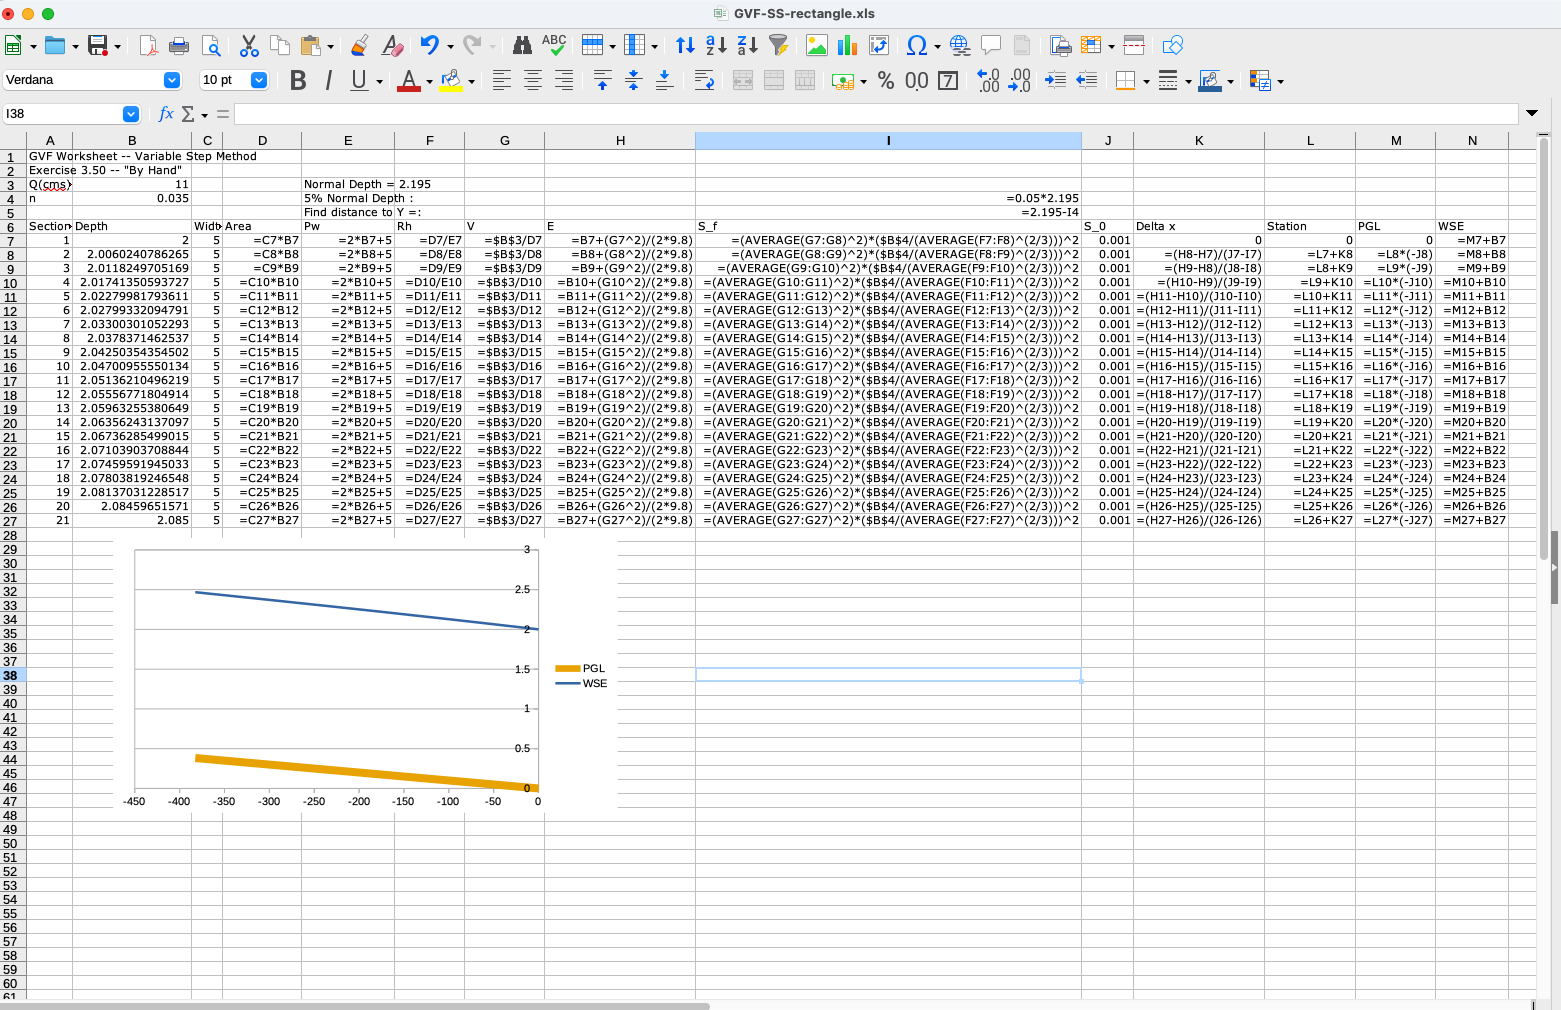 GVF-SS-rectangle.xls
ABC
Verdana 10 pt B I U A % 00 7 .00 .00
I38 fx Σ =
A B C D E F G H I J K L M N
1 GVF Worksheet -- Variable Step Method
2 Exercise 3.50 -- "By Hand"
3 Q(cms) 11 Normal Depth = 2.195
4 n 0.035 5% Normal Depth : =0.05*2.195
5 Find distance to Y =: =2.195-I4
6 Section Depth Widt Area Pw Rh V E S_f S_0 Delta x Station PGL WSE
7 1 2 5 =C7*B7 =2*B7+5 =D7/E7 =$B$3/D7 =B7+(G7^2)/(2*9.8) =(AVERAGE(G7:G8)^2)*($B$4/(AVERAGE(F7:F8)^(2/3)))^2 0.001 0 0 0 =M7+B7
8 2 2.0060240786265 5 =C8*B8 =2*B8+5 =D8/E8 =$B$3/D8 =B8+(G8^2)/(2*9.8) =(AVERAGE(G8:G9)^2)*($B$4/(AVERAGE(F8:F9)^(2/3)))^2 0.001 =(H8-H7)/(J7-I7) =L7+K8 =L8*(-J8) =M8+B8
9 3 2.0118249705169 5 =C9*B9 =2*B9+5 =D9/E9 =$B$3/D9 =B9+(G9^2)/(2*9.8) =(AVERAGE(G9:G10)^2)*($B$4/(AVERAGE(F9:F10)^(2/3)))^2 0.001 =(H9-H8)/(J8-I8) =L8+K9 =L9*(-J9) =M9+B9
10 4 2.01741350593727 5 =C10*B10 =2*B10+5 =D10/E10 =$B$3/D10 =B10+(G10^2)/(2*9.8) =(AVERAGE(G10:G11)^2)*($B$4/(AVERAGE(F10:F11)^(2/3)))^2 0.001 =(H10-H9)/(J9-I9) =L9+K10 =L10*(-J10) =M10+B10
11 5 2.02279981793611 5 =C11*B11 =2*B11+5 =D11/E11 =$B$3/D11 =B11+(G11^2)/(2*9.8) =(AVERAGE(G11:G12)^2)*($B$4/(AVERAGE(F11:F12)^(2/3)))^2 0.001 =(H11-H10)/(J10-I10) =L10+K11 =L11*(-J11) =M11+B11
12 6 2.02799332094791 5 =C12*B12 =2*B12+5 =D12/E12 =$B$3/D12 =B12+(G12^2)/(2*9.8) =(AVERAGE(G12:G13)^2)*($B$4/(AVERAGE(F12:F13)^(2/3)))^2 0.001 =(H12-H11)/(J11-I11) =L11+K12 =L12*(-J12) =M12+B12
13 7 2.03300301052293 5 =C13*B13 =2*B13+5 =D13/E13 =$B$3/D13 =B13+(G13^2)/(2*9.8) =(AVERAGE(G13:G14)^2)*($B$4/(AVERAGE(F13:F14)^(2/3)))^2 0.001 =(H13-H12)/(J12-I12) =L12+K13 =L13*(-J13) =M13+B13
14 8 2.0378371462537 5 =C14*B14 =2*B14+5 =D14/E14 =$B$3/D14 =B14+(G14^2)/(2*9.8) =(AVERAGE(G14:G15)^2)*($B$4/(AVERAGE(F14:F15)^(2/3)))^2 0.001 =(H14-H13)/(J13-I13) =L13+K14 =L14*(-J14) =M14+B14
15 9 2.04250354354502 5 =C15*B15 =2*B15+5 =D15/E15 =$B$3/D15 =B15+(G15^2)/(2*9.8) =(AVERAGE(G15:G16)^2)*($B$4/(AVERAGE(F15:F16)^(2/3)))^2 0.001 =(H15-H14)/(J14-I14) =L14+K15 =L15*(-J15) =M15+B15
16 10 2.04700955550134 5 =C16*B16 =2*B16+5 =D16/E16 =$B$3/D16 =B16+(G16^2)/(2*9.8) =(AVERAGE(G16:G17)^2)*($B$4/(AVERAGE(F16:F17)^(2/3)))^2 0.001 =(H16-H15)/(J15-I15) =L15+K16 =L16*(-J16) =M16+B16
17 11 2.05136210496219 5 =C17*B17 =2*B17+5 =D17/E17 =$B$3/D17 =B17+(G17^2)/(2*9.8) =(AVERAGE(G17:G18)^2)*($B$4/(AVERAGE(F17:F18)^(2/3)))^2 0.001 =(H17-H16)/(J16-I16) =L16+K17 =L17*(-J17) =M17+B17
18 12 2.05556771804914 5 =C18*B18 =2*B18+5 =D18/E18 =$B$3/D18 =B18+(G18^2)/(2*9.8) =(AVERAGE(G18:G19)^2)*($B$4/(AVERAGE(F18:F19)^(2/3)))^2 0.001 =(H18-H17)/(J17-I17) =L17+K18 =L18*(-J18) =M18+B18
19 13 2.05963255380649 5 =C19*B19 =2*B19+5 =D19/E19 =$B$3/D19 =B19+(G19^2)/(2*9.8) =(AVERAGE(G19:G20)^2)*($B$4/(AVERAGE(F19:F20)^(2/3)))^2 0.001 =(H19-H18)/(J18-I18) =L18+K19 =L19*(-J19) =M19+B19
20 14 2.06356243137097 5 =C20*B20 =2*B20+5 =D20/E20 =$B$3/D20 =B20+(G20^2)/(2*9.8) =(AVERAGE(G20:G21)^2)*($B$4/(AVERAGE(F20:F21)^(2/3)))^2 0.001 =(H20-H19)/(J19-I19) =L19+K20 =L20*(-J20) =M20+B20
21 15 2.06736285499015 5 =C21*B21 =2*B21+5 =D21/E21 =$B$3/D21 =B21+(G21^2)/(2*9.8) =(AVERAGE(G21:G22)^2)*($B$4/(AVERAGE(F21:F22)^(2/3)))^2 0.001 =(H21-H20)/(J20-I20) =L20+K21 =L21*(-J21) =M21+B21
22 16 2.07103903708844 5 =C22*B22 =2*B22+5 =D22/E22 =$B$3/D22 =B22+(G22^2)/(2*9.8) =(AVERAGE(G22:G23)^2)*($B$4/(AVERAGE(F22:F23)^(2/3)))^2 0.001 =(H22-H21)/(J21-I21) =L21+K22 =L22*(-J22) =M22+B22
23 17 2.07459591945033 5 =C23*B23 =2*B23+5 =D23/E23 =$B$3/D23 =B23+(G23^2)/(2*9.8) =(AVERAGE(G23:G24)^2)*($B$4/(AVERAGE(F23:F24)^(2/3)))^2 0.001 =(H23-H22)/(J22-I22) =L22+K23 =L23*(-J23) =M23+B23
24 18 2.07803819246548 5 =C24*B24 =2*B24+5 =D24/E24 =$B$3/D24 =B24+(G24^2)/(2*9.8) =(AVERAGE(G24:G25)^2)*($B$4/(AVERAGE(F24:F25)^(2/3)))^2 0.001 =(H24-H23)/(J23-I23) =L23+K24 =L24*(-J24) =M24+B24
25 19 2.08137031228517 5 =C25*B25 =2*B25+5 =D25/E25 =$B$3/D25 =B25+(G25^2)/(2*9.8) =(AVERAGE(G25:G26)^2)*($B$4/(AVERAGE(F25:F26)^(2/3)))^2 0.001 =(H25-H24)/(J24-I24) =L24+K25 =L25*(-J25) =M25+B25
26 20 2.08459651571 5 =C26*B26 =2*B26+5 =D26/E26 =$B$3/D26 =B26+(G26^2)/(2*9.8) =(AVERAGE(G26:G27)^2)*($B$4/(AVERAGE(F26:F27)^(2/3)))^2 0.001 =(H26-H25)/(J25-I25) =L25+K26 =L26*(-J26) =M26+B26
27 21 2.085 5 =C27*B27 =2*B27+5 =D27/E27 =$B$3/D27 =B27+(G27^2)/(2*9.8) =(AVERAGE(G27:G27)^2)*($B$4/(AVERAGE(F27:F27)^(2/3)))^2 0.001 =(H27-H26)/(J26-I26) =L26+K27 =L27*(-J27) =M27+B27
28
29 3
30
31
32 2.5
33
34
35 2
36
37
38 1.5 PGL
39 WSE
40
41 1
42
43
44 0.5
45
46 0
47 -450 -400 -350 -300 -250 -200 -150 -100 -50 0
48
49
50
51
52
53
54
55
56
57
58
59
60
61